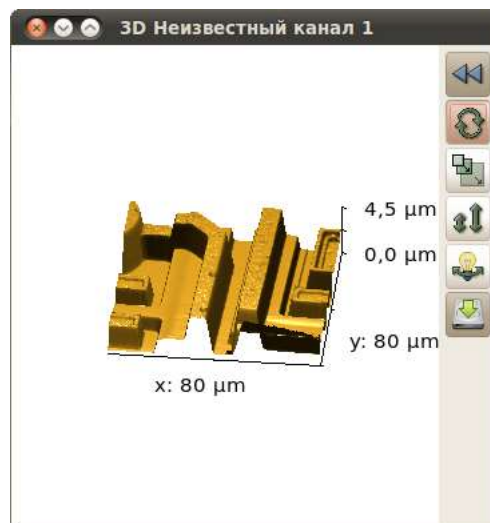 3D Неизвестный канал 1
4,5 µm
0,0 µm
y: 80 µm
x: 80 µm